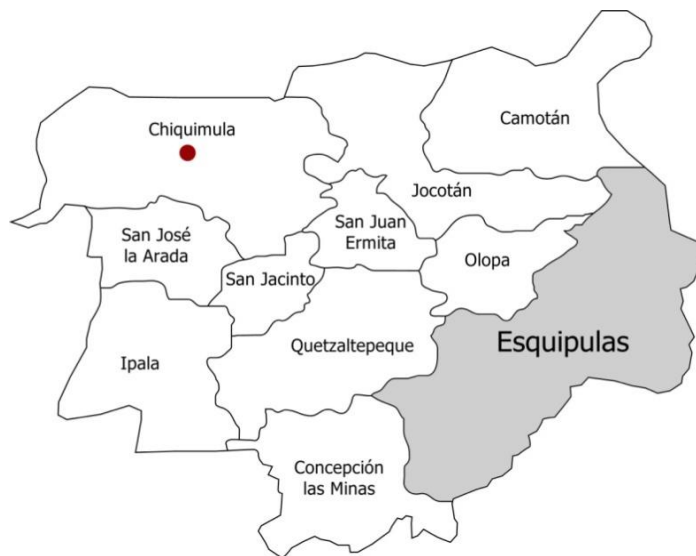 Camotán
Chiquimula
Jocotán
San Juan
Ermita
San José
la Arada
Olopa
San Jacinto
Esquipulas
Quetzaltepeque
Ipala
Concepción
las Minas